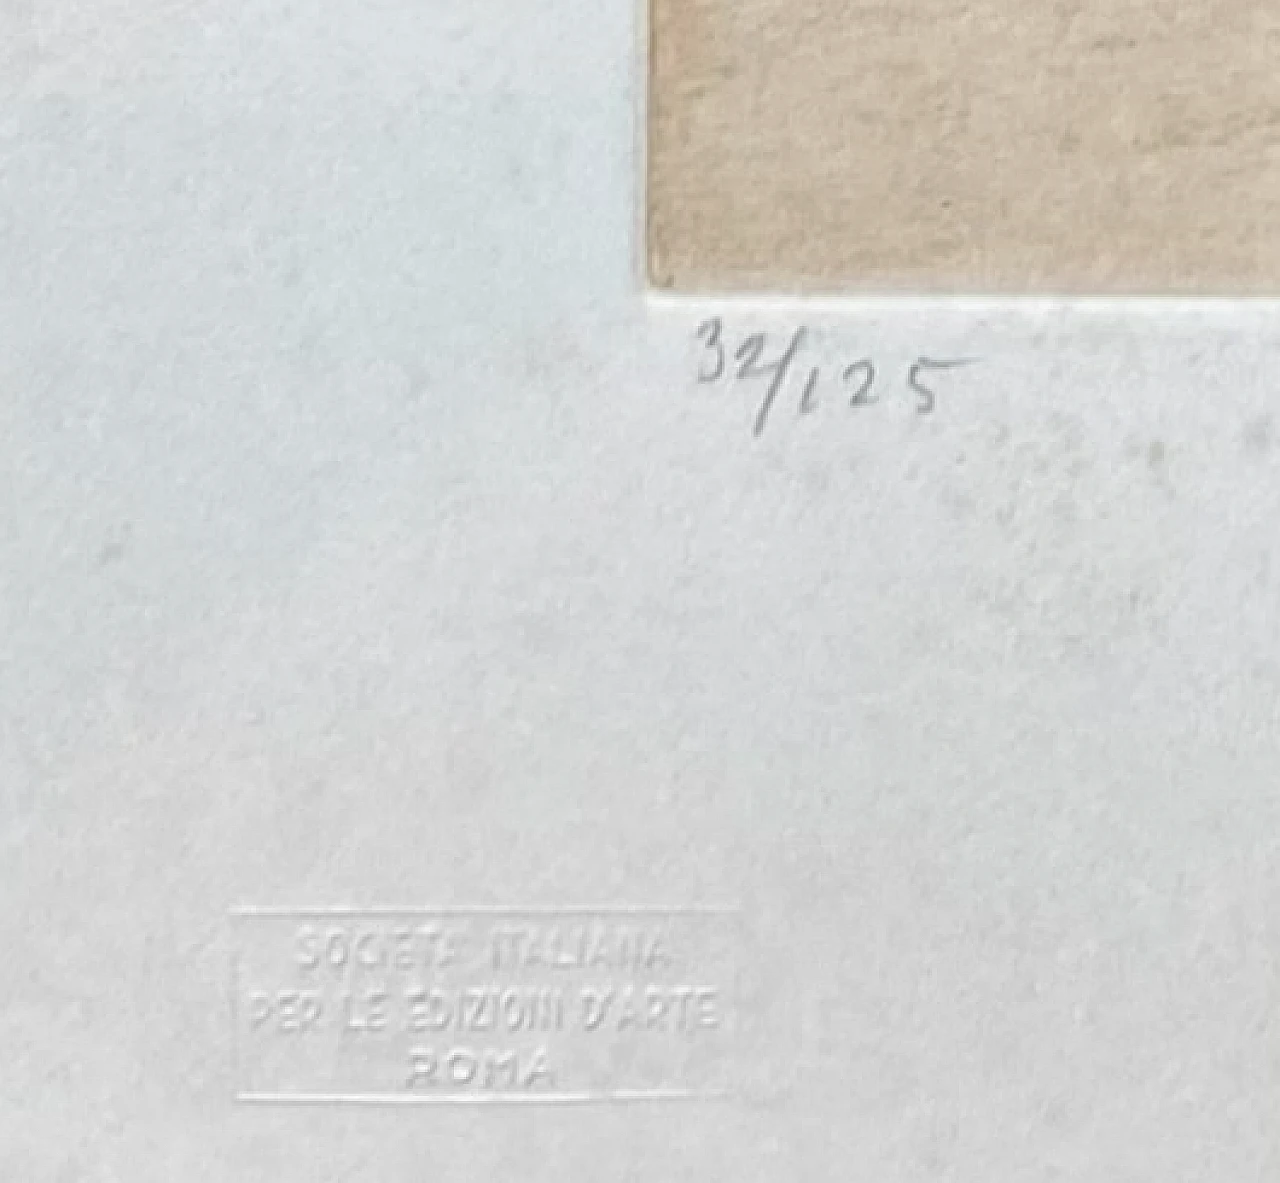 32/125
SOCIETÀ ITALIANA
PER LE EDIZIONI D'ARTE
ROMA